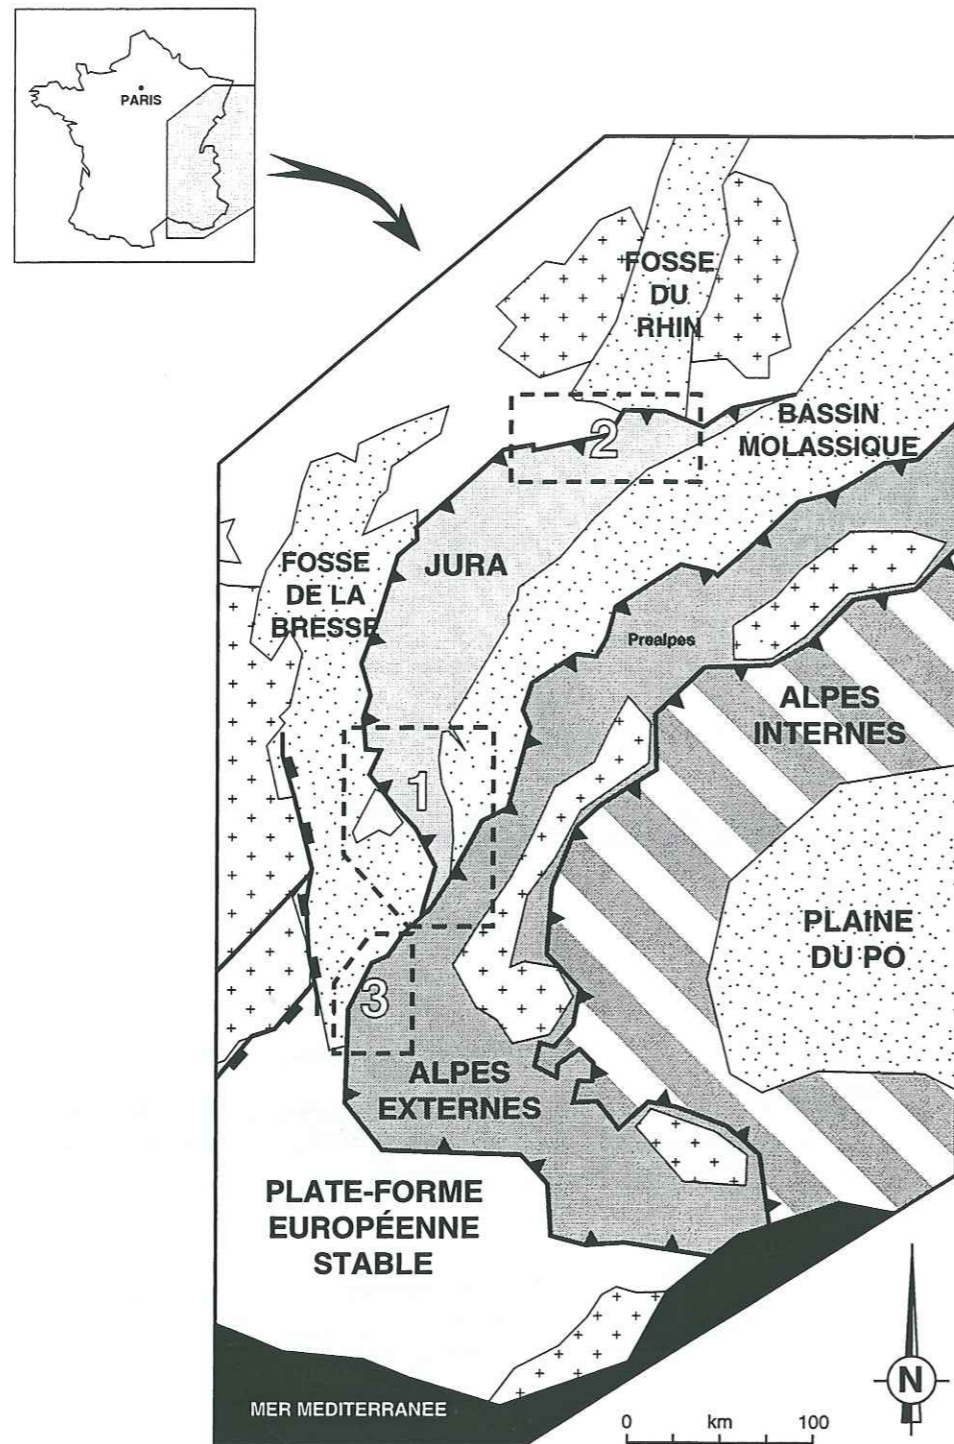 PARIS
FOSSE
DU
RHIN
BASSIN
MOLASSIQUE
2
JURA
FOSSE
DE LA
BRESSE
Prealpes
ALPES
INTERNES
1
PLAINE
DU PO
3
ALPES
EXTERNES
PLATE-FORME
EUROPÉENNE
STABLE
N
MER MEDITERRANEE
0 km 100